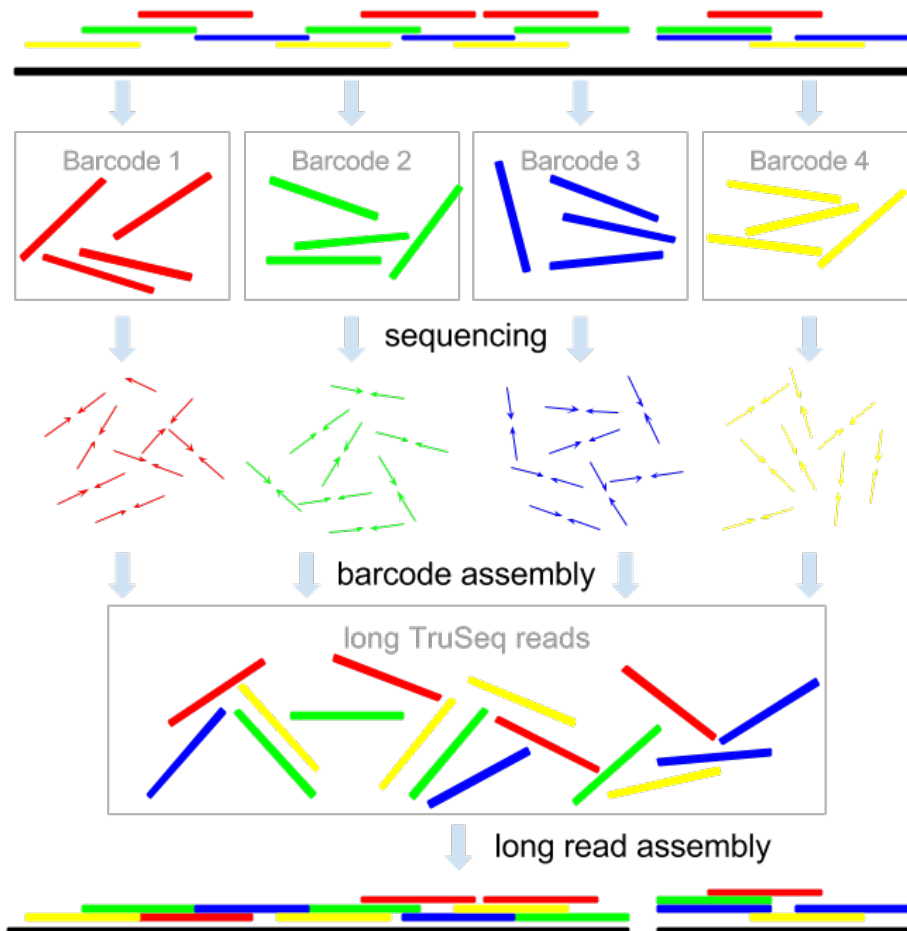 Barcode 1
Barcode 2
Barcode 3
Barcode 4
sequencing
barcode assembly
long TruSeq reads
long read assembly